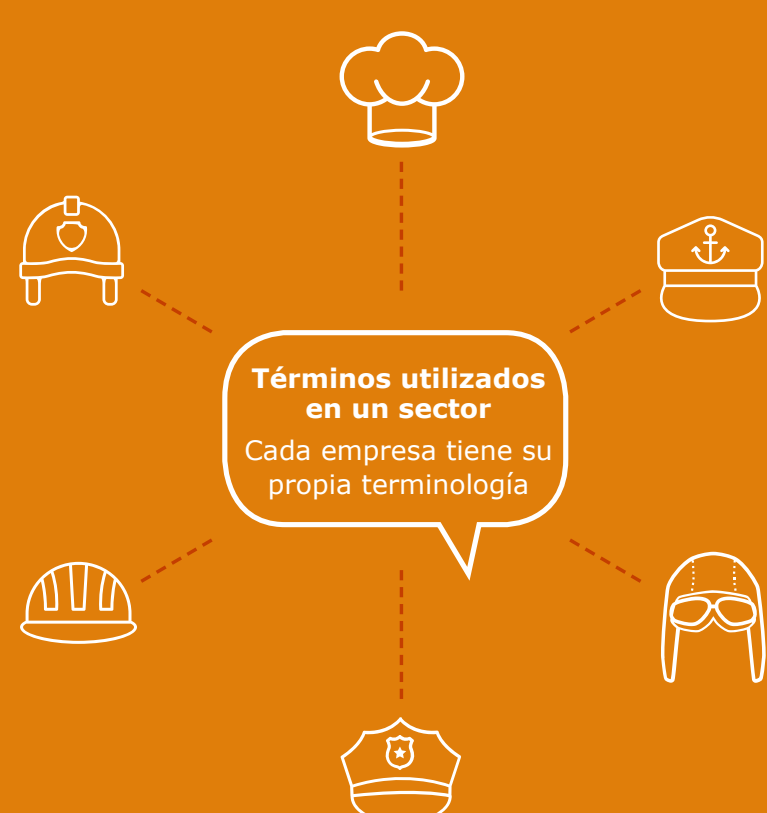 Términos utilizados
en un sector
Cada empresa tiene su
propia terminología